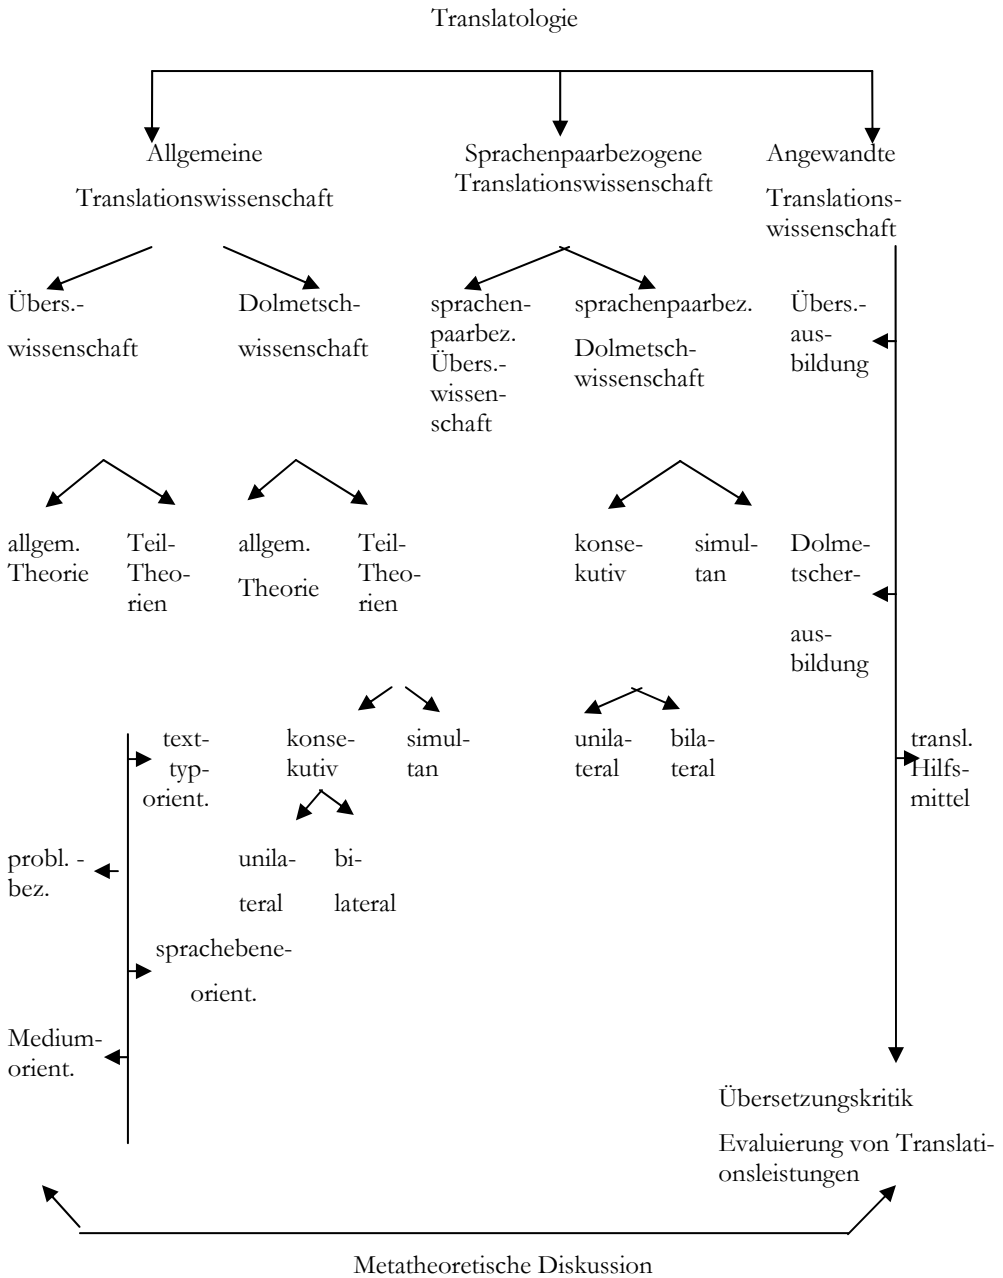 Translatologie
Allgemeine
Translationswissenschaft
Sprachenpaarbezogene
Translationswissenschaft
Angewandte
Translations-
wissenschaft
Übers.-
wissenschaft
Dolmetsch-
wissenschaft
sprachen-
paarbez.
Übers.-
wissen-
schaft
sprachenpaarbez.
Dolmetsch-
wissenschaft
Übers.-
aus-
bildung
allgem.
Theorie
Teil-
Theo-
rien
allgem.
Theorie
Teil-
Theo-
rien
konse-
kutiv
simul-
tan
Dolme-
tscher-
aus-
bildung
text-
typ-
orient.
konse-
kutiv
simul-
tan
unila-
teral
bila-
teral
transl.
Hilfs-
mittel
probl. -
bez.
unila-
teral
bi-
lateral
sprachebene-
orient.
Medium-
orient.
Übersetzungskritik
Evaluierung von Translati-
onsleistungen
Metatheoretische Diskussion